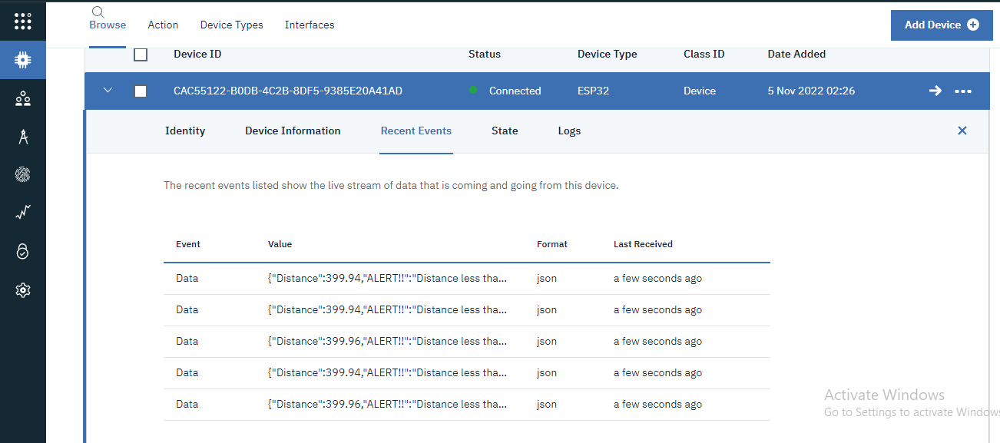 Browse Action Device Types Interfaces
Add Device
Device ID Status Device Type Class ID Date Added
CAC55122-B0DB-4C2B-8DF5-9385E20A41AD Connected ESP32 Device 5 Nov 2022 02:26
Identity Device Information Recent Events State Logs
The recent events listed show the live stream of data that is coming and going from this device.
Event Value Format Last Received
Data {"Distance":399.94,"ALERT!!":"Distance less tha... json a few seconds ago
Data {"Distance":399.94,"ALERT!!":"Distance less tha... json a few seconds ago
Data {"Distance":399.96,"ALERT!!":"Distance less tha... json a few seconds ago
Data {"Distance":399.94,"ALERT!!":"Distance less tha... json a few seconds ago
Data {"Distance":399.96,"ALERT!!":"Distance less tha... json a few seconds ago
Activate Windows
Go to Settings to activate Windows